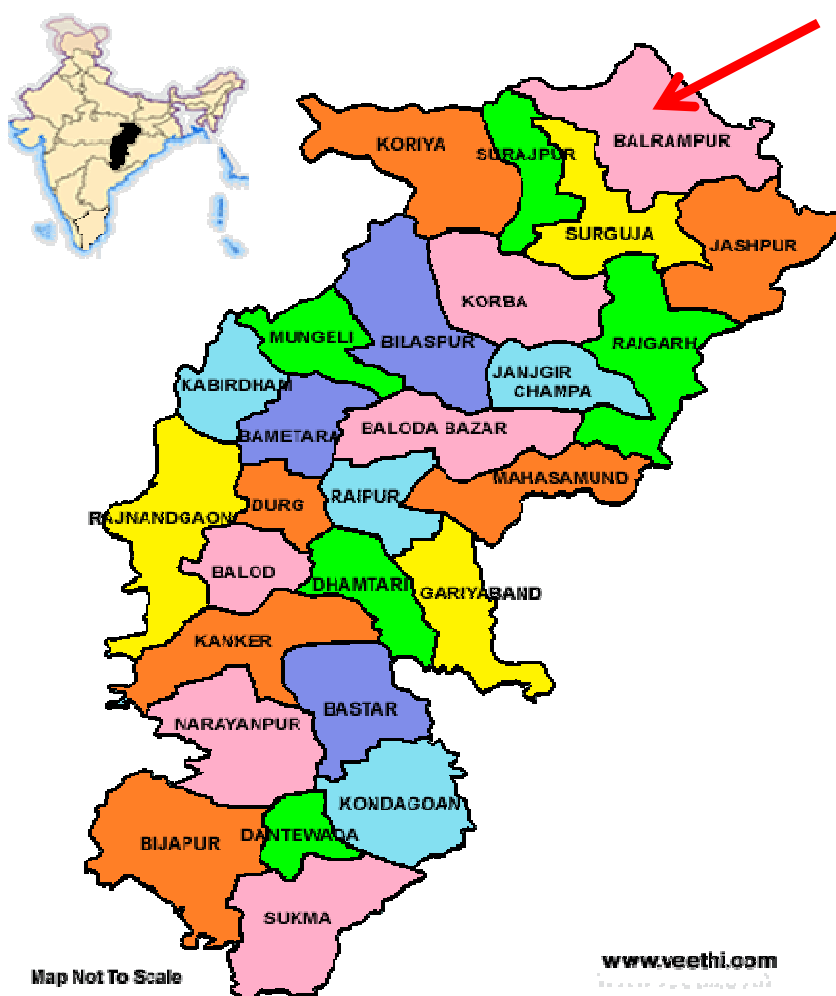 KORIYA
SURAJPUR
BALRAMPUR
SURGUJA
JASHPUR
KORBA
MUNGELI
BILASPUR
RAIGARH
JANJGIR
CHAMPA
KABIRDHAM
BAMETARA
BALODA BAZAR
MAHASAMUND
RAIPUR
DURG
RAJNANDGAON
BALOD
DHAMTARI
GARIYABAND
KANKER
BASTAR
NARAYANPUR
KONDAGOAN
DANTEWADA
BIJAPUR
SUKMA
www.veethi.com
Map Not To Scale